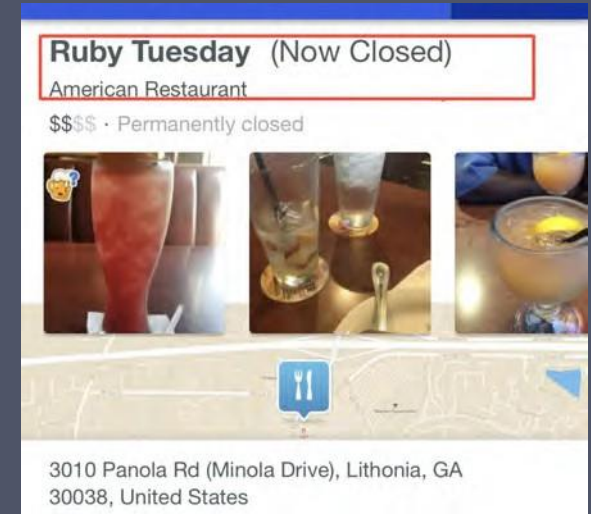 Ruby Tuesday (Now Closed)
American Restaurant
$$$$ · Permanently closed
3010 Panola Rd (Minola Drive), Lithonia, GA
30038, United States